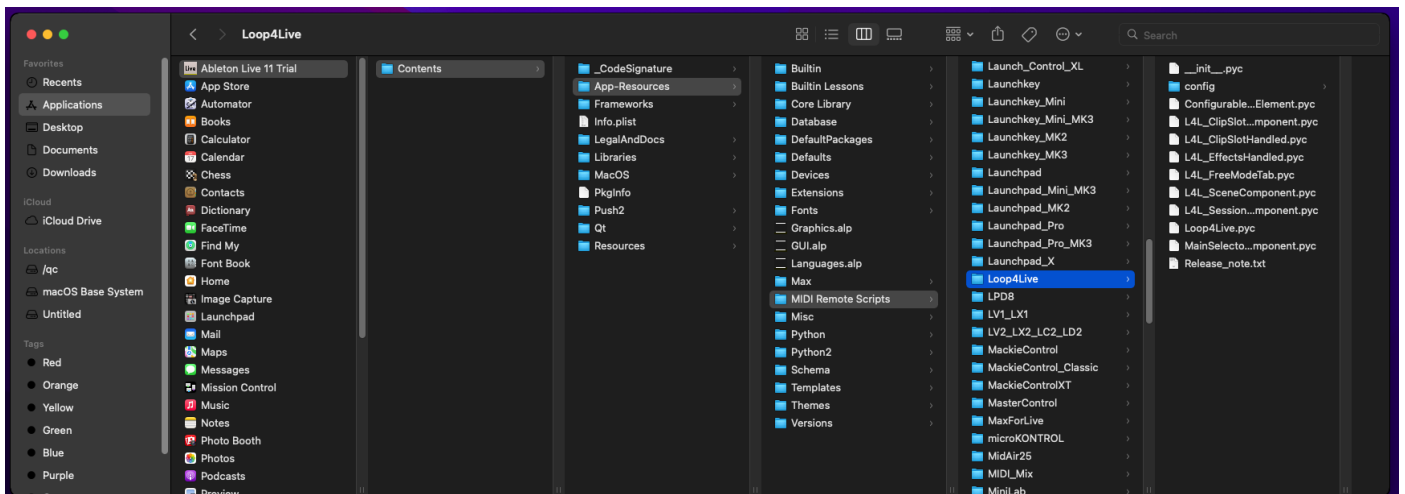 Loop4Live
Search
Favorites
Recents
Applications
Desktop
Documents
Downloads
iCloud
iCloud Drive
Locations
/qc
macOS Base System
Untitled
Tags
Red
Orange
Yellow
Green
Blue
Purple
Ableton Live 11 Trial
App Store
Automator
Books
Calculator
Calendar
Chess
Contacts
Dictionary
FaceTime
Find My
Font Book
Home
Image Capture
Launchpad
Mail
Maps
Messages
Mission Control
Music
Notes
Photo Booth
Photos
Podcasts
Preview
Contents
_CodeSignature
App-Resources
Frameworks
Info.plist
LegalAndDocs
Libraries
MacOS
PkgInfo
Push2
Qt
Resources
Builtin
Builtin Lessons
Core Library
Database
DefaultPackages
Defaults
Devices
Extensions
Fonts
Graphics.alp
GUI.alp
Languages.alp
Max
MIDI Remote Scripts
Misc
Python
Python2
Schema
Templates
Themes
Versions
Launch_Control_XL
Launchkey
Launchkey_Mini
Launchkey_Mini_MK3
Launchkey_MK2
Launchkey_MK3
Launchpad
Launchpad_Mini_MK3
Launchpad_MK2
Launchpad_Pro
Launchpad_Pro_MK3
Launchpad_X
Loop4Live
LPD8
LV1_LX1
LV2_LX2_LC2_LD2
MackieControl
MackieControl_Classic
MackieControlXT
MasterControl
MaxForLive
microKONTROL
MidAir25
MIDI_Mix
MiniLab
__init__.pyc
config
Configurable...Element.pyc
L4L_ClipSlot...mponent.pyc
L4L_ClipSlotHandled.pyc
L4L_EffectsHandled.pyc
L4L_FreeModeTab.pyc
L4L_SceneComponent.pyc
L4L_Session...mponent.pyc
Loop4Live.pyc
MainSelecto...mponent.pyc
Release_note.txt